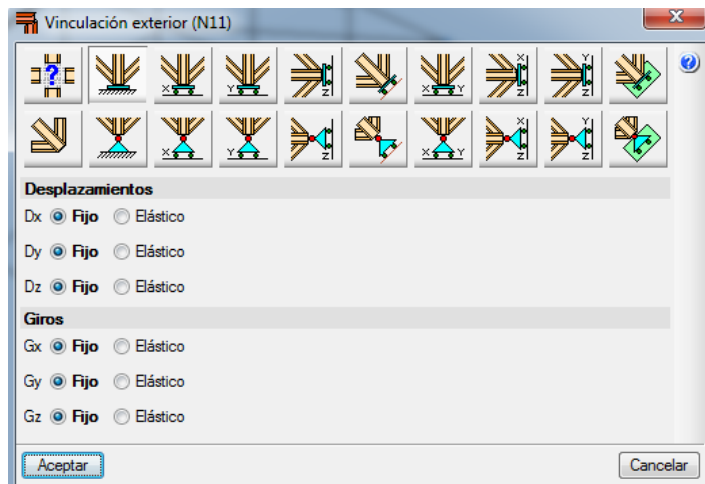 Vinculación exterior (N11)
Desplazamientos
Dx Fijo Elástico
Dy Fijo Elástico
Dz Fijo Elástico
Giros
Gx Fijo Elástico
Gy Fijo Elástico
Gz Fijo Elástico
Aceptar Cancelar